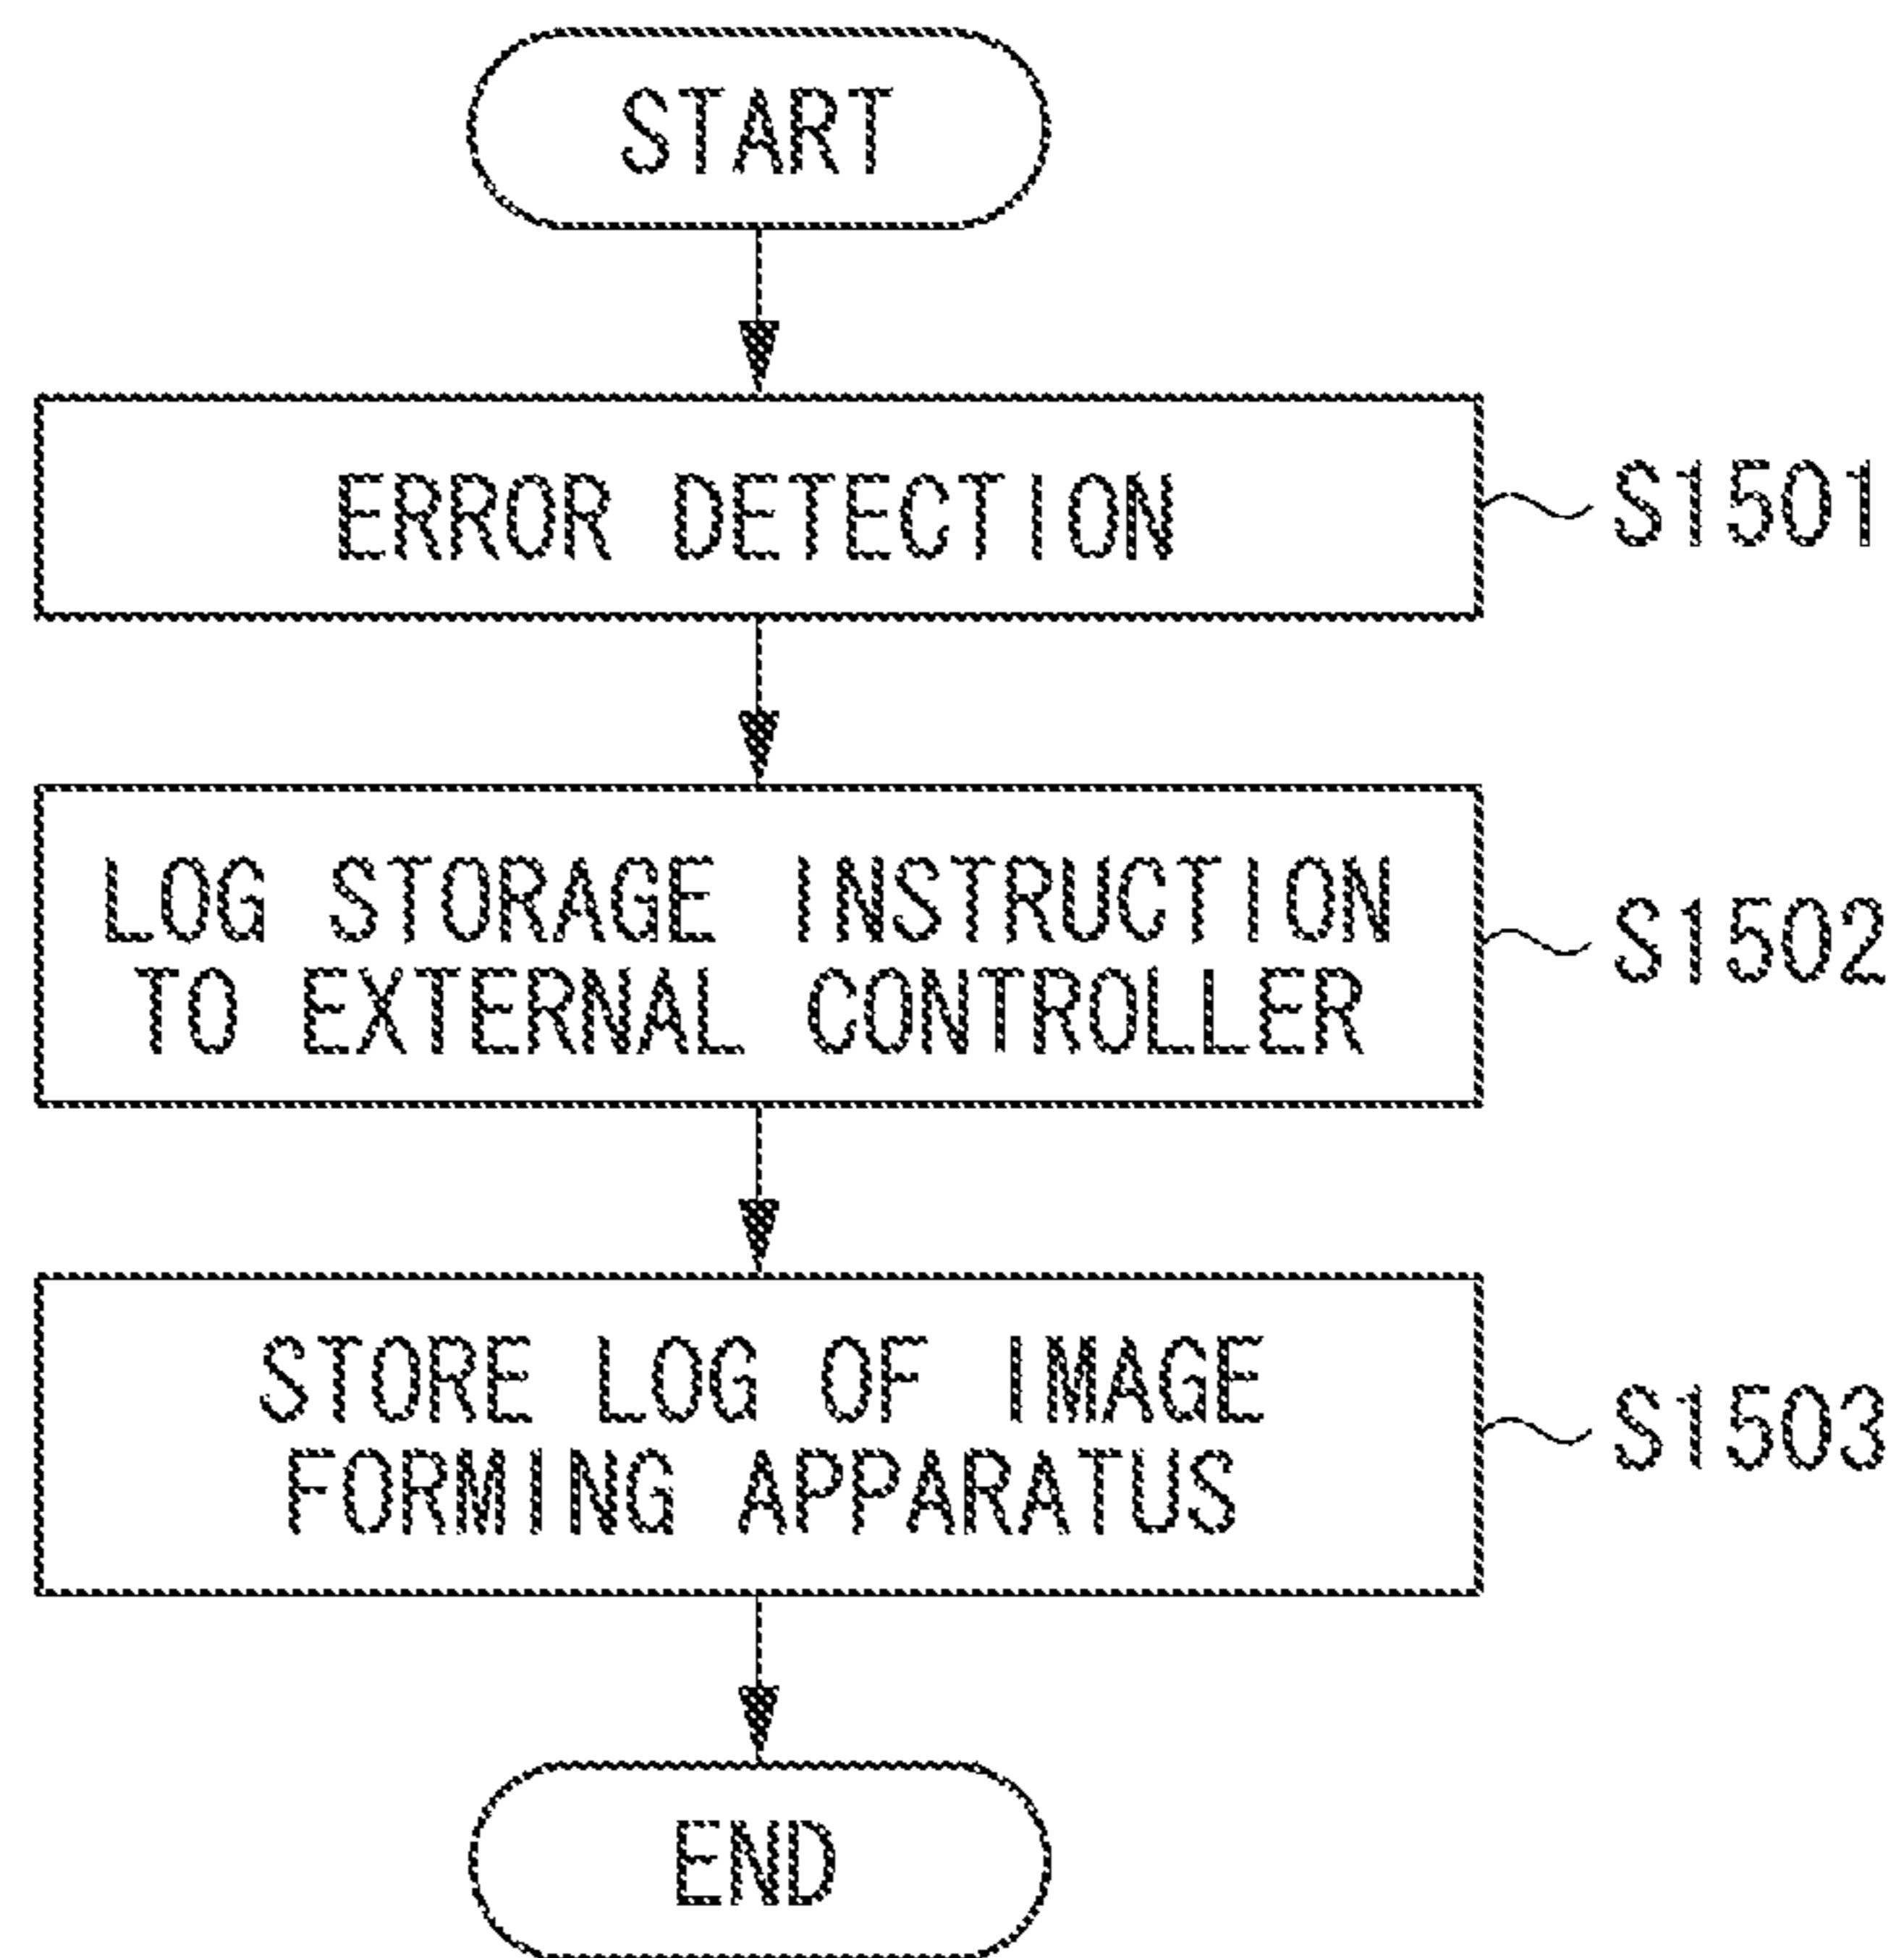 START
ERROR DETECTION
S1501
LOG STORAGE INSTRUCTION
TO EXTERNAL CONTROLLER
S1502
STORE LOG OF IMAGE
FORMING APPARATUS
S1503
END